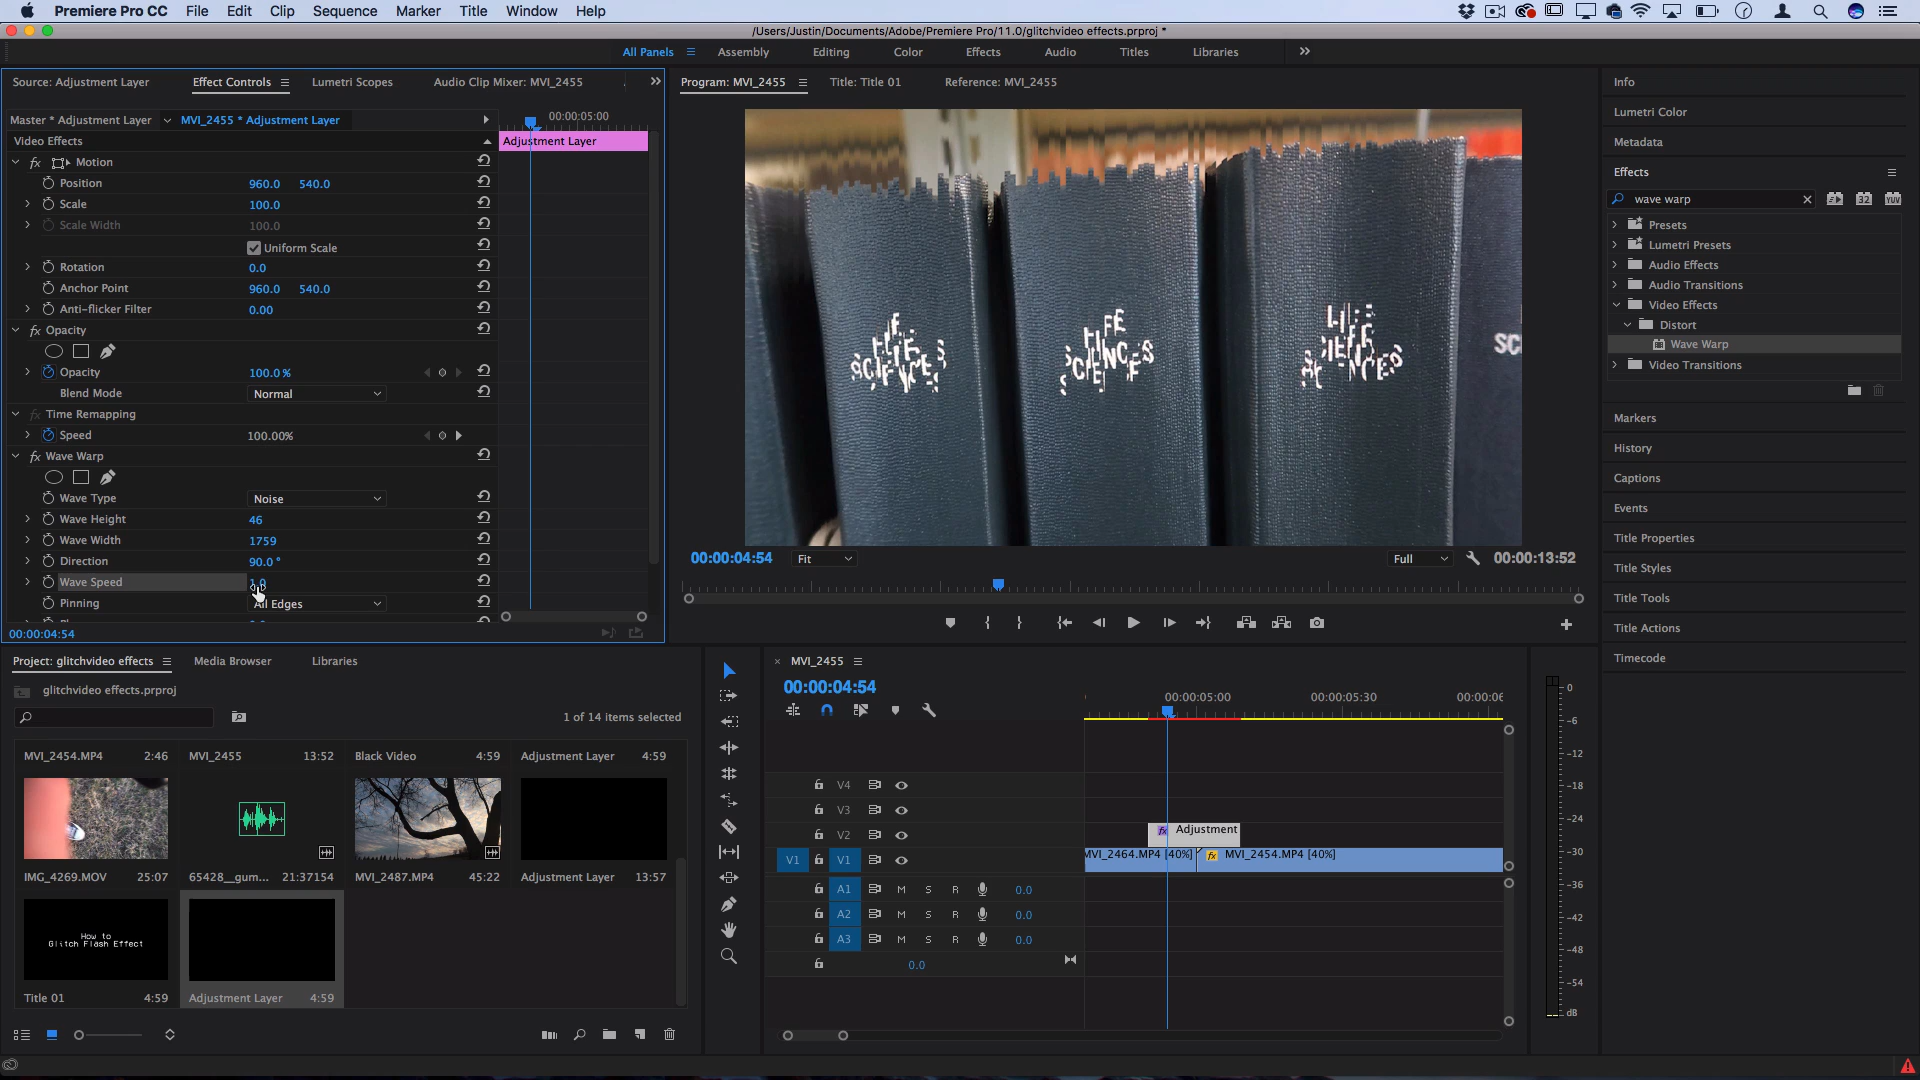 Premiere Pro CC File Edit Clip Sequence Marker Title Window Help
/Users/Justin/Documents/Adobe/Premiere Pro/11.0/glitchvideo effects.prproj *
All Panels Assembly Editing Color Effects Audio Titles Libraries
Source: Adjustment Layer Effect Controls Lumetri Scopes Audio Clip Mixer: MVI_2455
Master * Adjustment Layer MVI_2455 * Adjustment Layer 00:00:05:00
Video Effects Adjustment Layer
fx Motion
Position 960.0 540.0
Scale 100.0
Scale Width 100.0
Uniform Scale
Rotation 0.0
Anchor Point 960.0 540.0
Anti-flicker Filter 0.00
fx Opacity
Opacity 100.0 %
Blend Mode Normal
fx Time Remapping
Speed 100.00%
fx Wave Warp
Wave Type Noise
Wave Height 46
Wave Width 1759
Direction 90.0 °
Wave Speed 1.0
Pinning All Edges
00:00:04:54
Program: MVI_2455 Title: Title 01 Reference: MVI_2455
00:00:04:54 Fit Full 00:00:13:52
Info
Lumetri Color
Metadata
Effects
wave warp 32 YUV
Presets
Lumetri Presets
Audio Effects
Audio Transitions
Video Effects
Distort
Wave Warp
Video Transitions
Markers
History
Captions
Events
Title Properties
Title Styles
Title Tools
Title Actions
Timecode
Project: glitchvideo effects Media Browser Libraries
glitchvideo effects.prproj
1 of 14 items selected
MVI_2454.MP4 2:46 MVI_2455 13:52 Black Video 4:59 Adjustment Layer 4:59
IMG_4269.MOV 25:07 65428__gum... 21:37154 MVI_2487.MP4 45:22 Adjustment Layer 13:57
How to
Glitch Flash Effect
Title 01 4:59 Adjustment Layer 4:59
× MVI_2455
00:00:04:54
00:00:05:00 00:00:05:30 00:00:06
V4
V3
V2 fx Adjustment
V1 V1 MVI_2464.MP4 [40%] fx MVI_2454.MP4 [40%]
A1 M S R 0.0
A2 M S R 0.0
A3 M S R 0.0
0.0
0
-6
-12
-18
-24
-30
-36
-42
-48
-54
dB